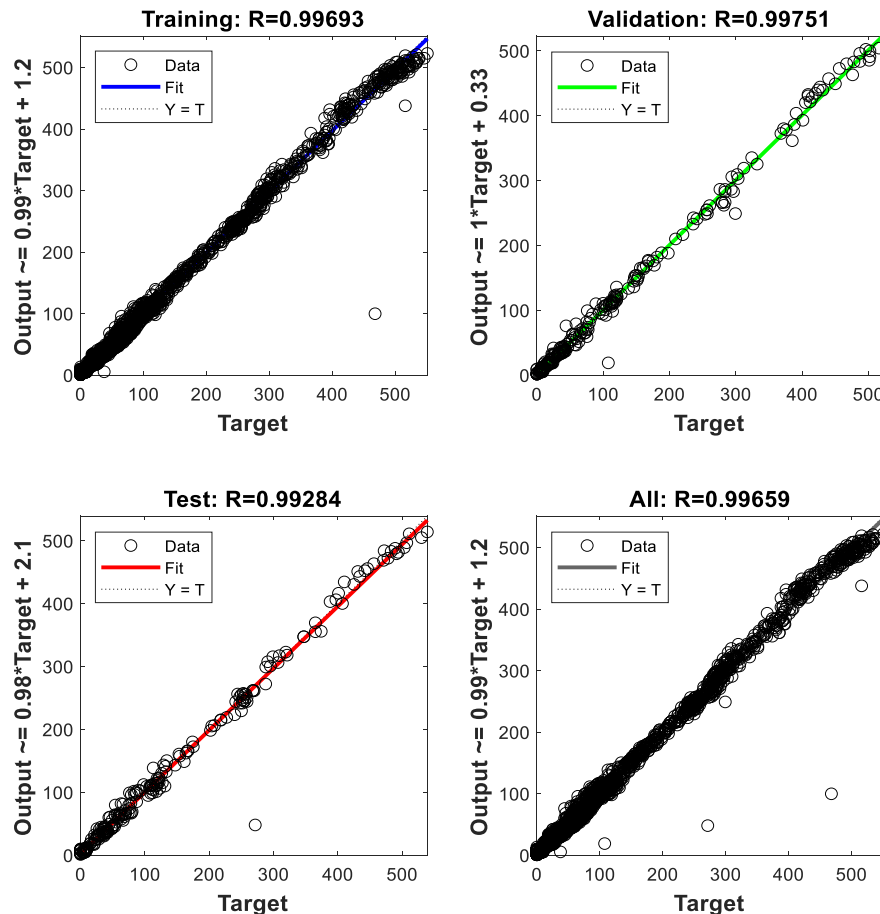 Training: R=0.99693
Output ~= 0.99*Target + 1.2
500
400
300
200
100
0
Data
Fit
Y = T
0 100 200 300 400 500
Target
Validation: R=0.99751
Output ~= 1*Target + 0.33
500
400
300
200
100
0
Data
Fit
Y = T
0 100 200 300 400 500
Target
Test: R=0.99284
Output ~= 0.98*Target + 2.1
500
400
300
200
100
0
Data
Fit
Y = T
0 100 200 300 400 500
Target
All: R=0.99659
Output ~= 0.99*Target + 1.2
500
400
300
200
100
0
Data
Fit
Y = T
0 100 200 300 400 500
Target